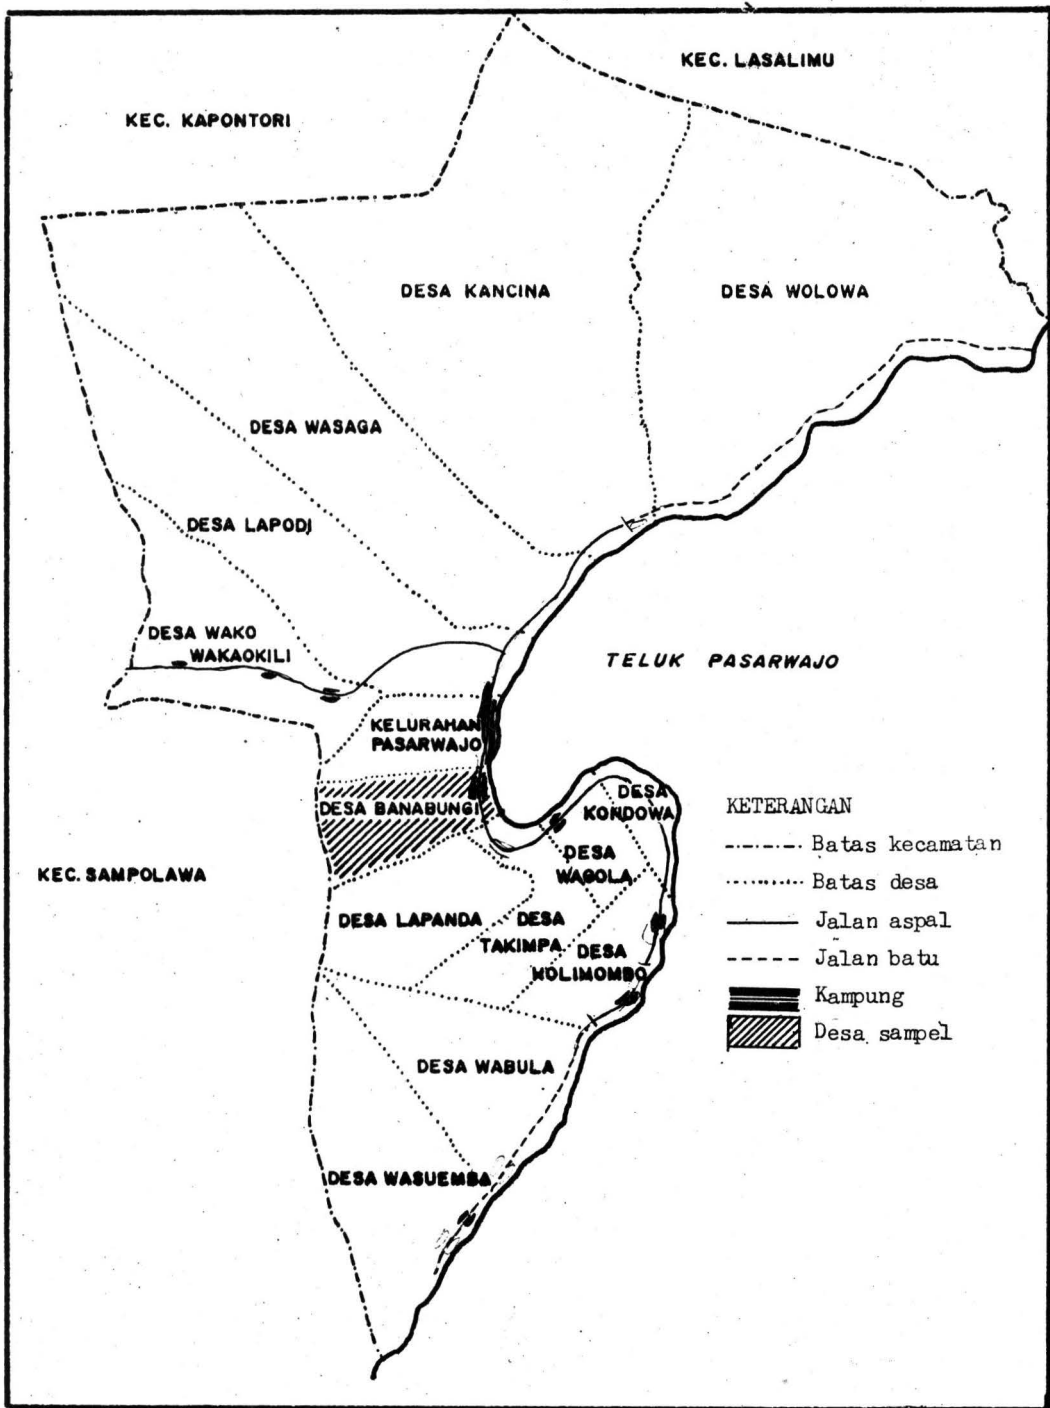 KEC. LASALIMU
KEC. KAPONTORI
DESA KANCINA
DESA WOLOWA
DESA WASAGA
DESA LAPODI
DESA WAKO
WAKAOKILI
TELUK PASARWAJO
KELURAHAN
PASARWAJO
DESA BANABUNGI
DESA
KONDOWA
DESA
WAGOLA
KEC. SAMPOLAWA
DESA LAPANDA
DESA
TAKIMPA
DESA
HOLIMOMBO
DESA WABULA
DESA WASUEMBA
KETERANGAN
Batas kecamatan
Batas desa
Jalan aspal
Jalan batu
Kampung
Desa sampel